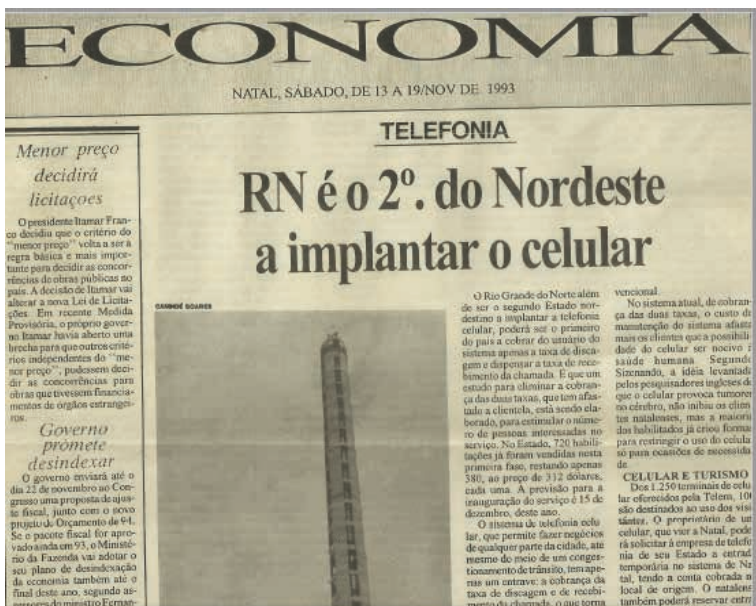 ECONOMIA
NATAL, SÁBADO, DE 13 A 19/NOV DE 1993
Menor preço
decidirá
licitaçoes
O presidente Itamar Fran-
co decidiu que o critério do
"menor preço" volta a ser a
regra básica e mais impor-
tante para decidir as concor-
rências de obras públicas no
país. A decisão de Itamar vai
alterar a nova Lei de Licita-
ções. Em recente Medida
Provisória, o próprio gover-
no Itamar havia aberto uma
brecha para que outros crité-
rios independentes do "me-
nor preço", pudessem deci-
dir as concorrências para
obras que tivessem financia-
mentos de órgãos estrangei-
ros.
Governo
promete
desindexar
O governo enviará até o
dia 22 de novembro ao Con-
gresso uma proposta de ajus-
te fiscal, junto com o novo
projeto de Orçamento de 94.
Se o pacote fiscal for apro-
vado ainda em 93, o Ministé-
rio da Fazenda vai adotar o
seu plano de desindexação
da economia também até o
final deste ano, segundo as-
sessores do ministro Fernan-
TELEFONIA
RN é o 2º. do Nordeste
a implantar o celular
CANINDÉ SOARES
O Rio Grande do Norte além
de ser o segundo Estado nor-
destino a implantar a telefonia
celular, poderá ser o primeiro
do país a cobrar do usuário do
sistema apenas a taxa de disca-
gem e dispensar a taxa de rece-
bimento da chamada. É que um
estudo para eliminar a cobran-
ça das duas taxas, que tem afas-
tado a clientela, está sendo ela-
borado, para estimular o núme-
ro de pessoas interessadas no
serviço. No Estado, 720 habili-
tações já foram vendidas nesta
primeira fase, restando apenas
380, ao preço de 312 dólares,
cada uma. A previsão para a
inauguração do serviço é 15 de
dezembro, deste ano.
O sistema de telefonia celu-
lar, que permite fazer negócios
de qualquer parte da cidade, até
mesmo do meio de um conges-
tionamento de trânsito, tem ape-
nas um entrave: a cobrança da
taxa de discagem e de recebi-
mento da chamada, o que torna
vencional.
No sistema atual, de cobran-
ça das duas taxas, o custo de
manutenção do sistema afasta
mais os clientes que a possibili-
dade do celular ser nocivo à
saúde humana. Segundo
Sizenando, a idéia levantada
pelos pesquisadores ingleses de
que o celular provoca tumores
no cérebro, não inibiu os clien-
tes natalenses, mas a maioria
dos habilitados já criou formas
para restringir o uso do celular
só para ocasiões de necessida-
de.
CELULAR E TURISMO
Dos 1.250 terminais de celu-
lar oferecidos pela Telern,
são destinados ao uso dos visi-
tantes. O proprietário de um
celular, que vier a Natal, pode-
rá solicitar à empresa de telefo-
nia de seu Estado a entrada
temporária no sistema de Na-
tal, tendo a conta cobrada no
local de origem. O natalense
também poderá reservar